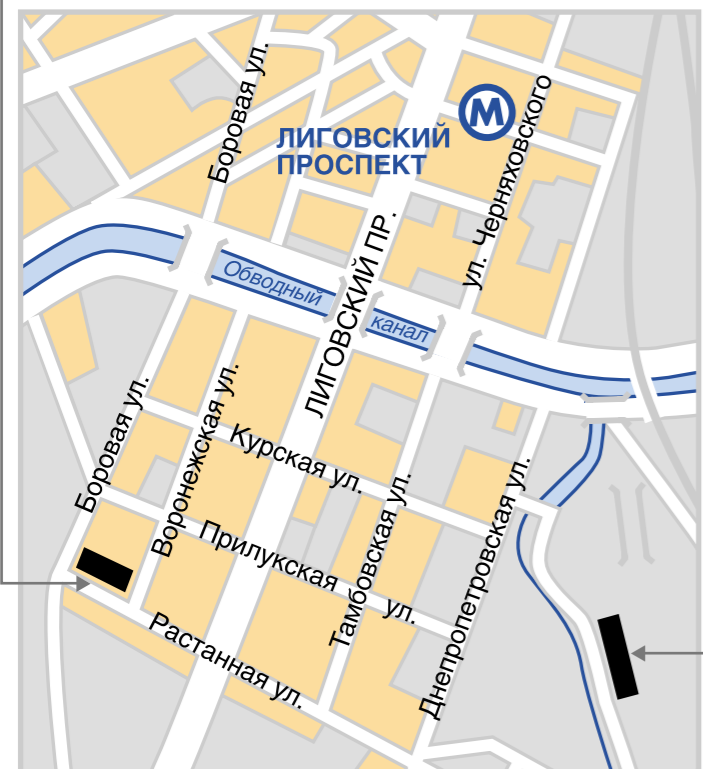 Боровая ул.
М
ЛИГОВСКИЙ
ПРОСПЕКТ
ул. Черняховского
ЛИГОВСКИЙ ПР.
Обводный
канал
Боровая ул.
Воронежская ул.
Курская ул.
Прилукская ул.
Тамбовская ул.
Днепропетровская ул.
Растанная ул.